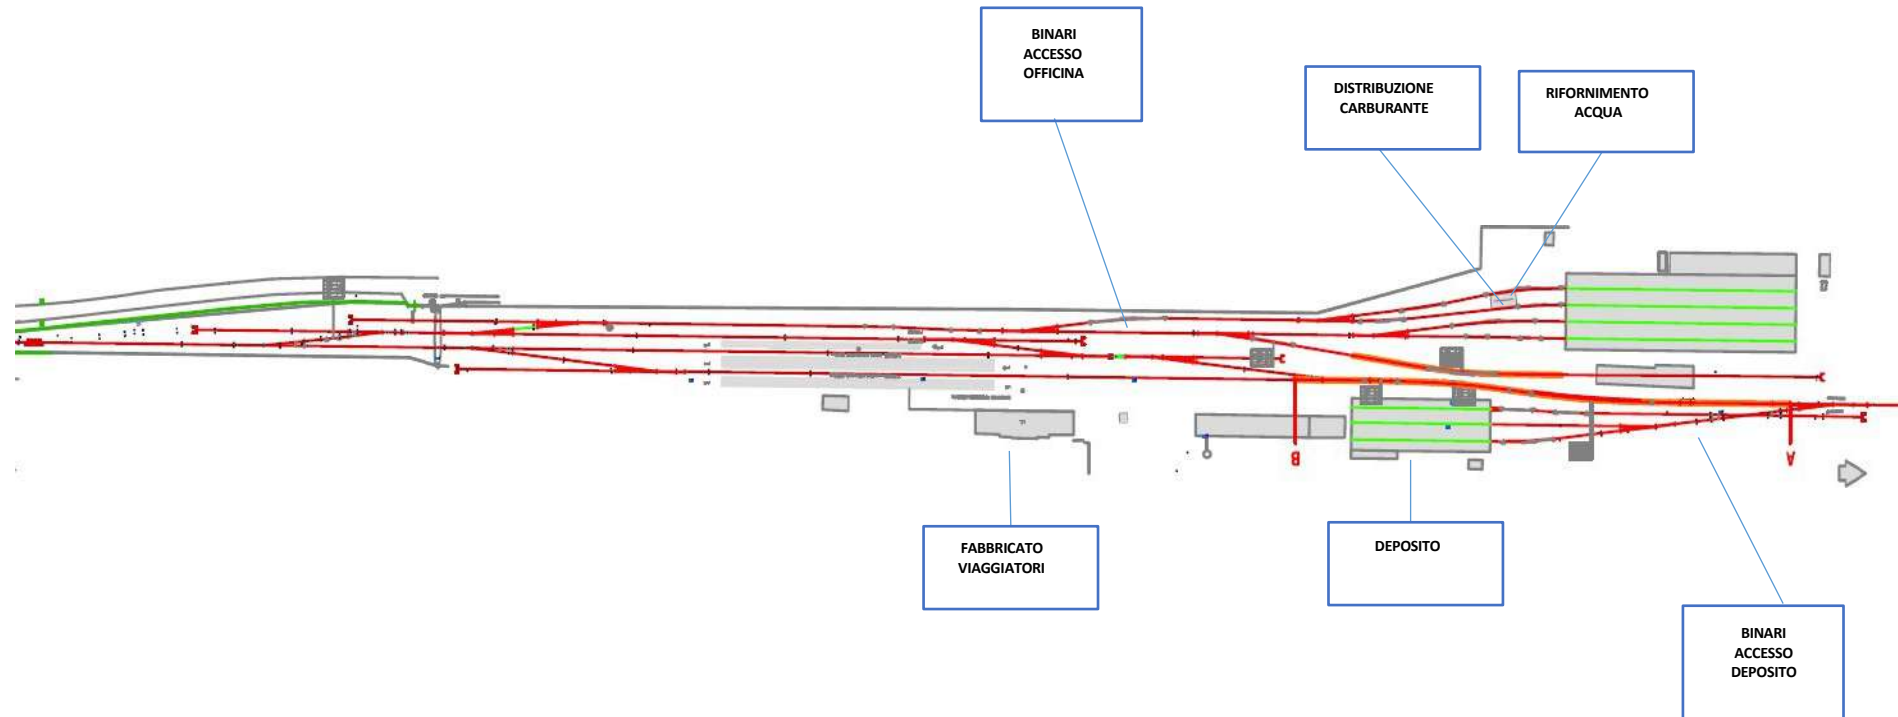 BINARI
ACCESSO
OFFICINA
DISTRIBUZIONE
CARBURANTE
RIFORNIMENTO
ACQUA
B
A
FABBRICATO
VIAGGIATORI
DEPOSITO
BINARI
ACCESSO
DEPOSITO